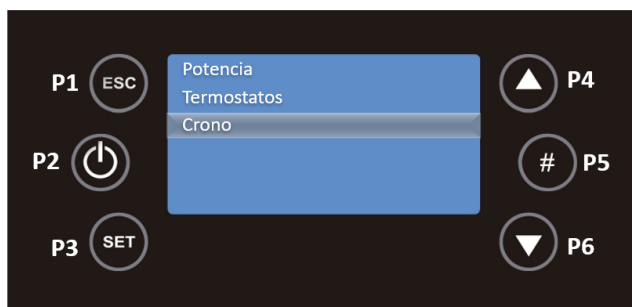 P1 ESC
Potencia
Termostatos
Crono
P4
P2
# P5
P3 SET
P6